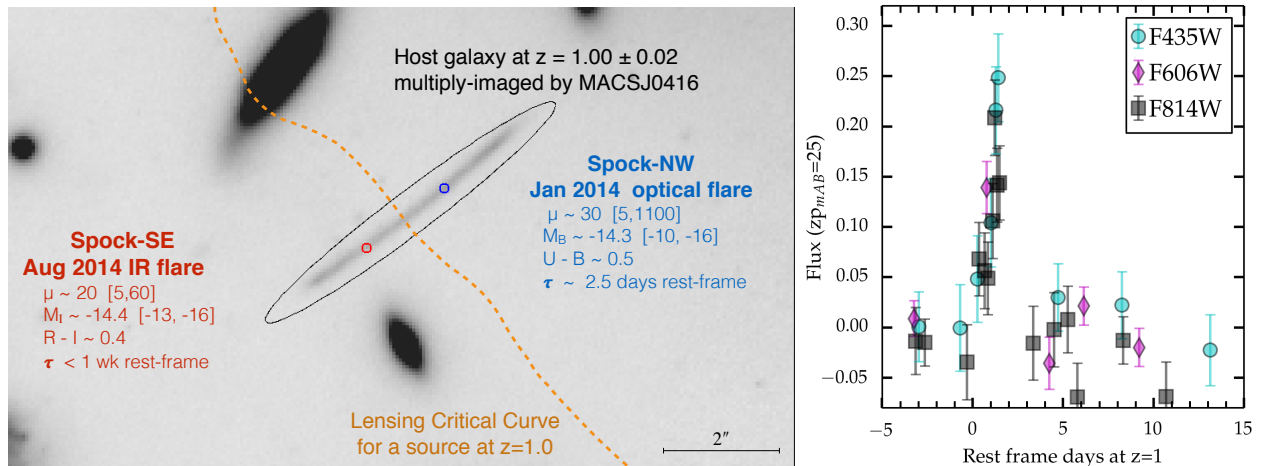 Host galaxy at z = 1.00 ± 0.02
multiply-imaged by MACSJ0416
Spock-NW
Jan 2014 optical flare
μ ~ 30 [5,1100]
M_B ~ -14.3 [-10, -16]
U - B ~ 0.5
τ ~ 2.5 days rest-frame
Spock-SE
Aug 2014 IR flare
μ ~ 20 [5,60]
M_I ~ -14.4 [-13, -16]
R - I ~ 0.4
τ < 1 wk rest-frame
Lensing Critical Curve
for a source at z=1.0
2″
F435W
F606W
F814W
Flux (zp_mAB=25)
0.30
0.25
0.20
0.15
0.10
0.05
0.00
−0.05
−5 0 5 10 15
Rest frame days at z=1